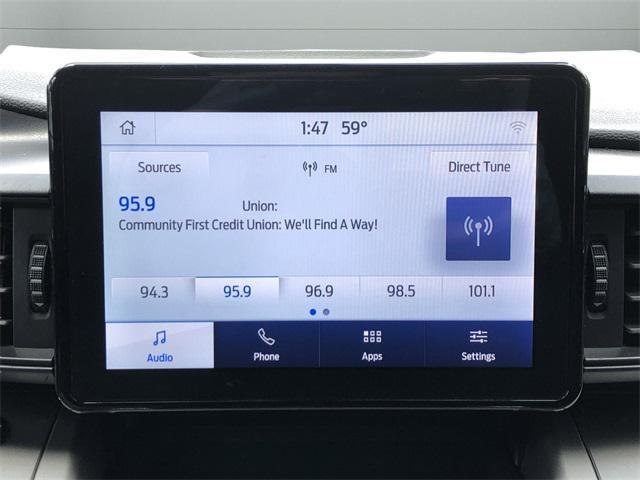 1:47 59°
Sources FM Direct Tune
95.9 Union:
Community First Credit Union: We'll Find A Way!
94.3 95.9 96.9 98.5 101.1
Audio Phone Apps Settings